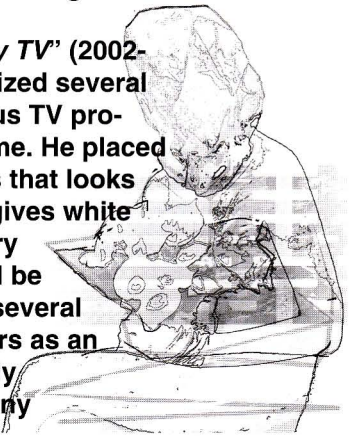 y TV” (2002-
ized several
us TV pro-
me. He placed
s that looks
gives white
ry
l be
several
rs as an
y
ny